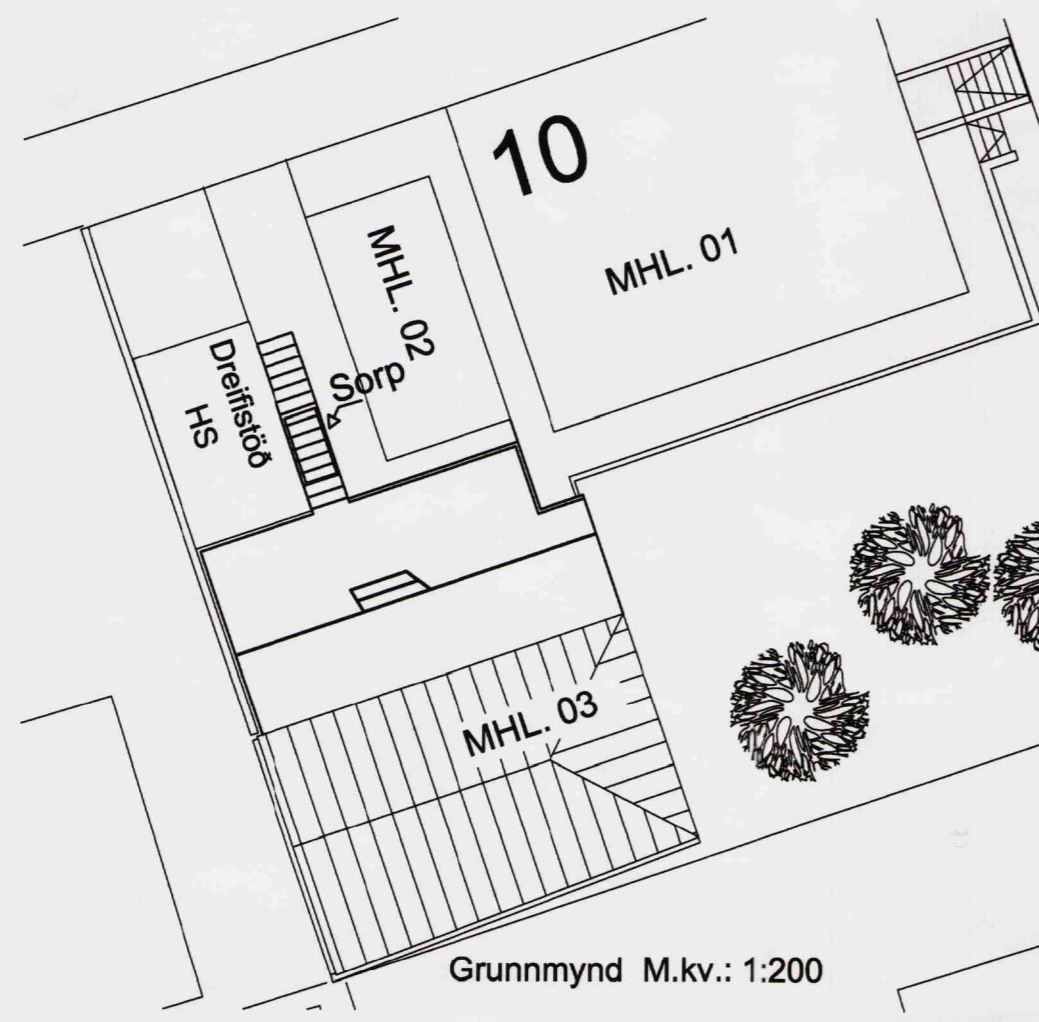 10
MHL. 01
MHL. 02
Sorp
Dreifistöð
HS
MHL. 03
Grunnmynd M.kv.: 1:200